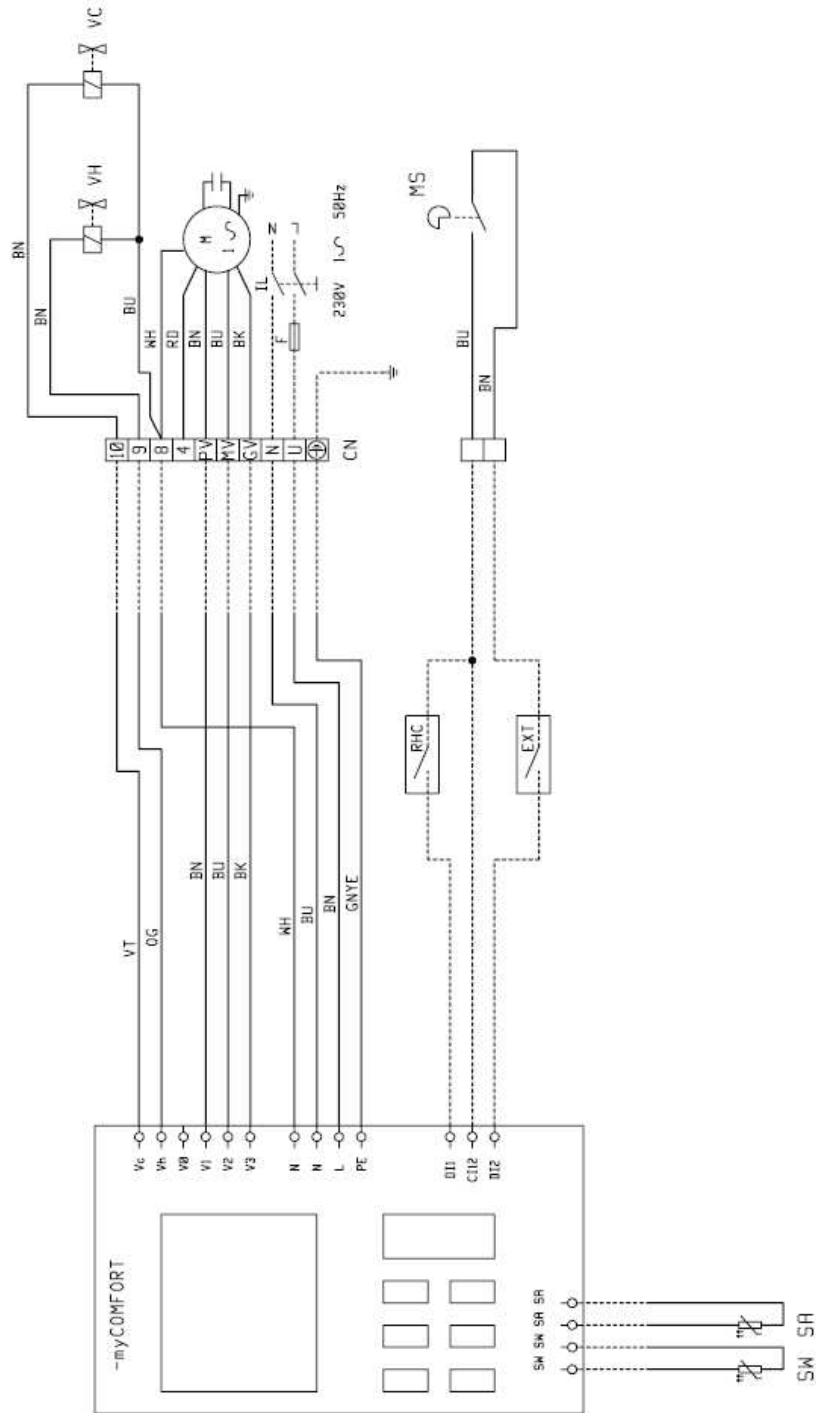 VC
VH
BN
BN
BU
WH
RD
BN
BU
BK
M
1
IL
N
L
F
230V 1 50Hz
10
9
8
4
PV
MV
GV
N
U
CN
MS
BU
BN
RHC
EXT
VT
OG
BN
BU
BK
WH
BU
BN
GNYE
Vc
Vh
V0
V1
V2
V3
N
N
L
PE
DI1
CI12
DI2
-myCOMFORT
SW SW SA SA
SW SA